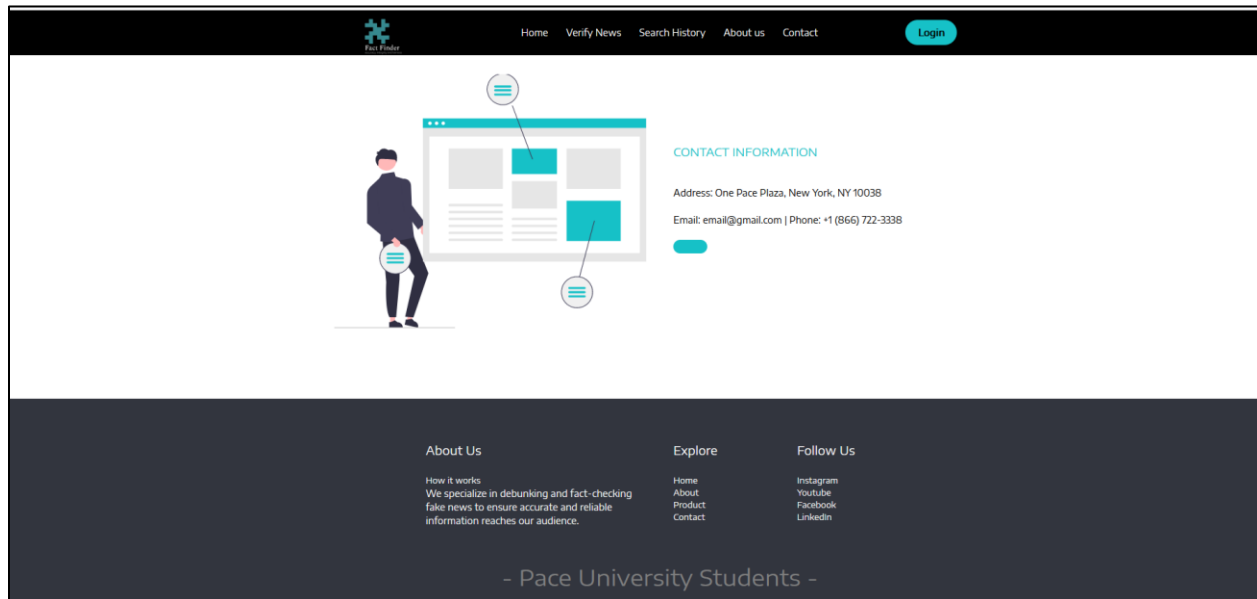 Fact Finder
Home Verify News Search History About us Contact Login
CONTACT INFORMATION
Address: One Pace Plaza, New York, NY 10038
Email: email@gmail.com | Phone: +1 (866) 722-3338
About Us
How it works
We specialize in debunking and fact-checking
fake news to ensure accurate and reliable
information reaches our audience.
Explore
Home
About
Product
Contact
Follow Us
Instagram
Youtube
Facebook
LinkedIn
- Pace University Students -